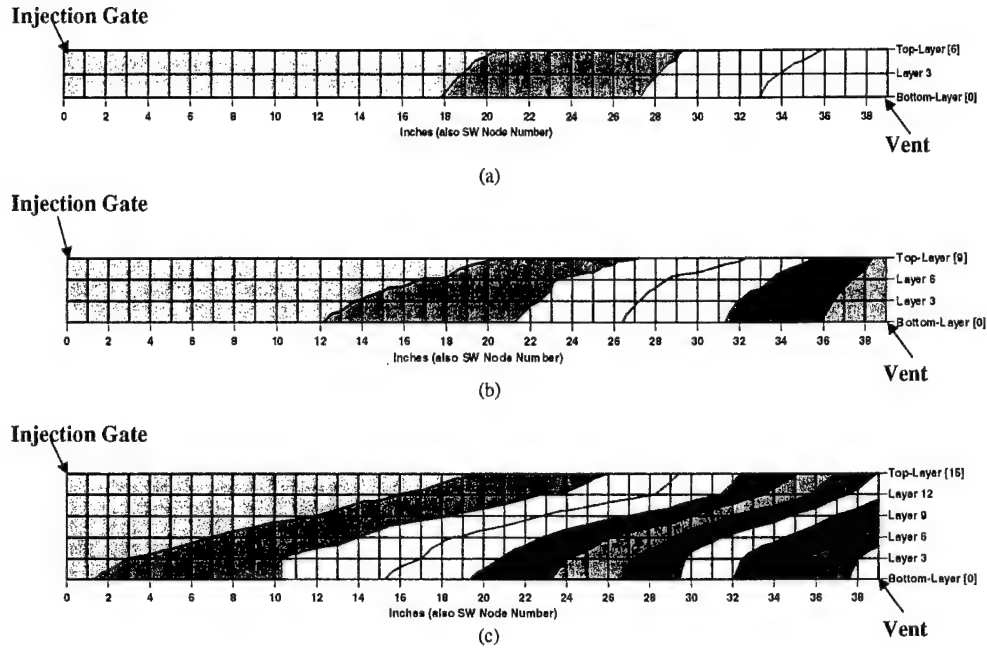 Injection Gate
Top-Layer [6]
Layer 3
Bottom-Layer [0]
0 2 4 6 8 10 12 14 16 18 20 22 24 26 28 30 32 34 36 38
Inches (also SW Node Number)
Vent
(a)
Injection Gate
Top-Layer [9]
Layer 6
Layer 3
Bottom-Layer [0]
0 2 4 6 8 10 12 14 16 18 20 22 24 26 28 30 32 34 36 38
Inches (also SW Node Number)
Vent
(b)
Injection Gate
Top-Layer [15]
Layer 12
Layer 9
Layer 6
Layer 3
Bottom-Layer [0]
0 2 4 6 8 10 12 14 16 18 20 22 24 26 28 30 32 34 36 38
Inches (also SW Node Number)
Vent
(c)